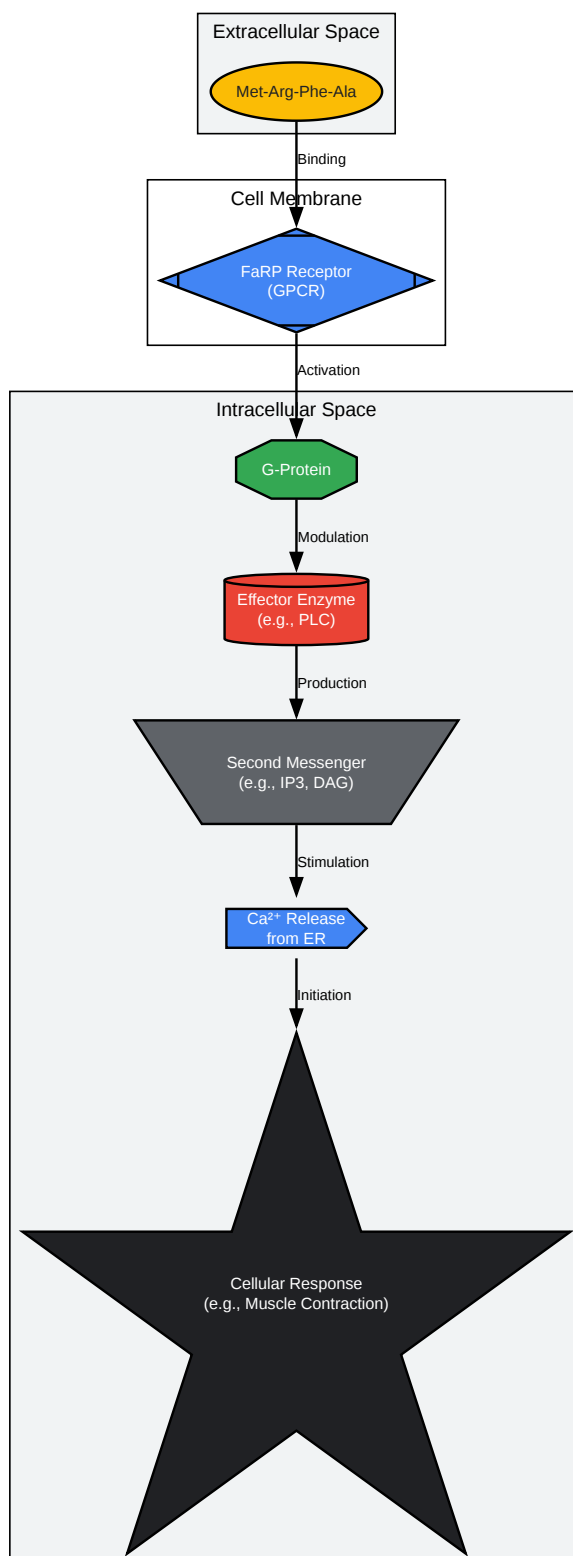 Extracellular Space
Met-Arg-Phe-Ala
Binding
Cell Membrane
FaRP Receptor
(GPCR)
Activation
Intracellular Space
G-Protein
Modulation
Effector Enzyme
(e.g., PLC)
Production
Second Messenger
(e.g., IP3, DAG)
Stimulation
Ca²⁺ Release
from ER
Initiation
Cellular Response
(e.g., Muscle Contraction)